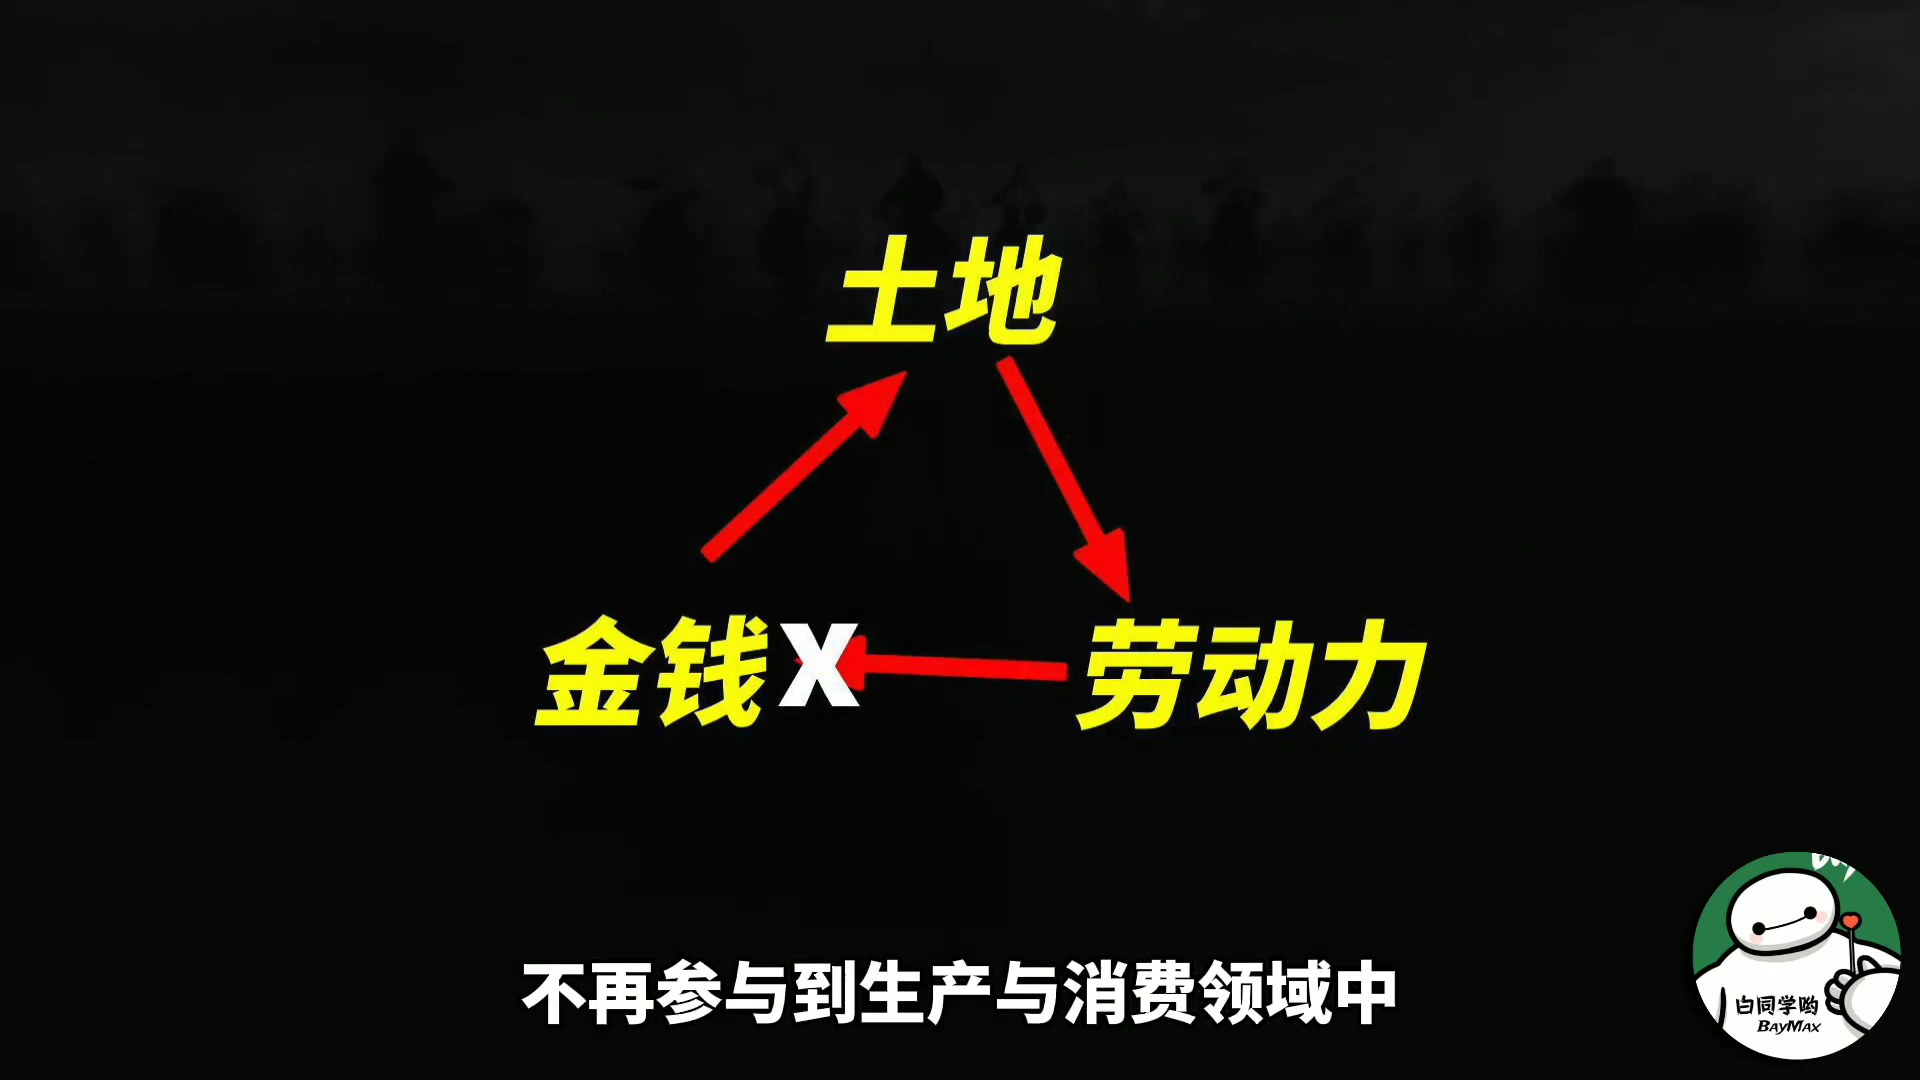 土地
金钱X
劳动力
不再参与到生产与消费领域中
白同学哟
BAYMAX